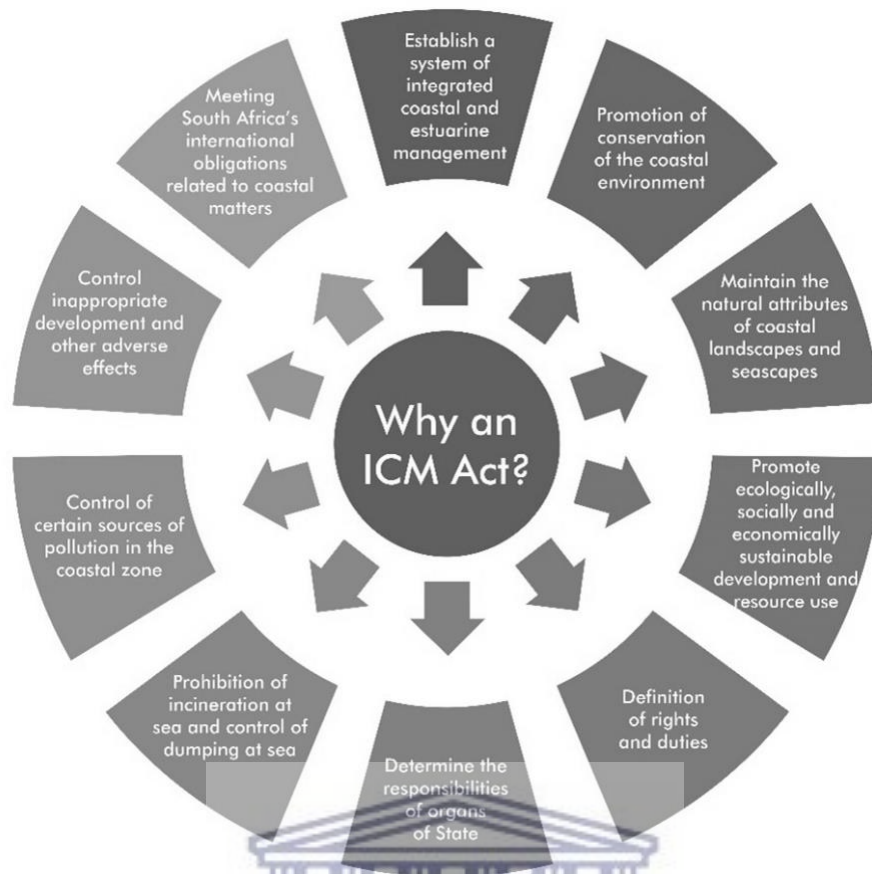 Why an
ICM Act?
Establish a
system of
integrated
coastal and
estuarine
management
Promotion of
conservation
of the coastal
environment
Maintain the
natural attributes
of coastal
landscapes and
seascapes
Promote
ecologically,
socially and
economically
sustainable
development and
resource use
Definition
of rights
and duties
Determine the
responsibilities
of organs
of State
Prohibition of
incineration at
sea and control of
dumping at sea
Control of
certain sources of
pollution in the
coastal zone
Control
inappropriate
development and
other adverse
effects
Meeting
South Africa's
international
obligations
related to coastal
matters